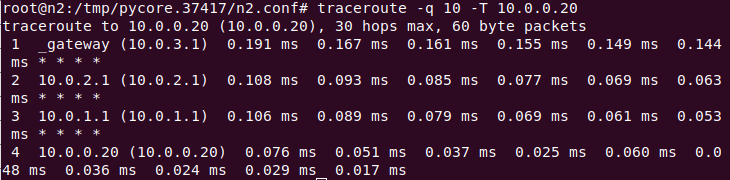 root@n2:/tmp/pycore.37417/n2.conf# traceroute -q 10 -T 10.0.0.20
traceroute to 10.0.0.20 (10.0.0.20), 30 hops max, 60 byte packets
 1  _gateway (10.0.3.1)  0.191 ms  0.167 ms  0.161 ms  0.155 ms  0.149 ms  0.144
ms * * * *
 2  10.0.2.1 (10.0.2.1)  0.108 ms  0.093 ms  0.085 ms  0.077 ms  0.069 ms  0.063
ms * * * *
 3  10.0.1.1 (10.0.1.1)  0.106 ms  0.089 ms  0.079 ms  0.069 ms  0.061 ms  0.053
ms * * * *
 4  10.0.0.20 (10.0.0.20)  0.076 ms  0.051 ms  0.037 ms  0.025 ms  0.060 ms  0.0
48 ms  0.036 ms  0.024 ms  0.029 ms  0.017 ms